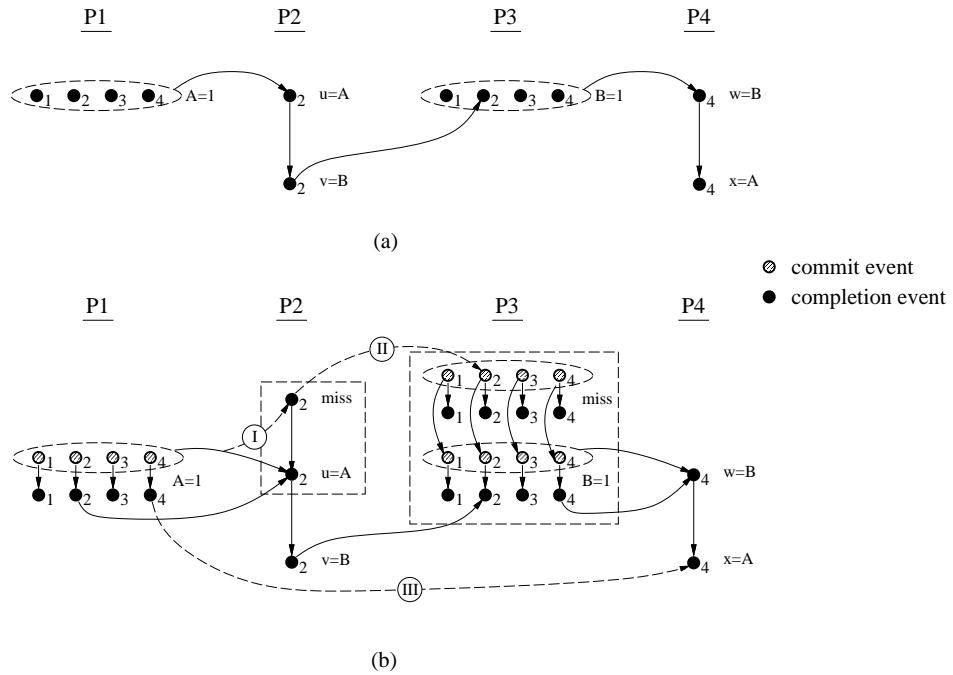 P1 P2 P3 P4
1 2 3 4 A=1 2 u=A 1 2 3 4 B=1 4 w=B
2 v=B 4 x=A
(a)
commit event
completion event
P1 P2 P3 P4
II
1 2 3 4
2 miss 1 2 3 4 miss
I
1 2 3 4 1 2 3 4
A=1 2 u=A B=1 4 w=B
1 2 3 4 1 2 3 4
2 v=B 4 x=A
III
(b)